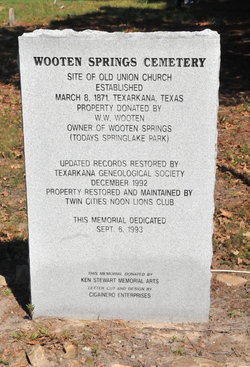 WOOTEN SPRINGS CEMETERY
SITE OF OLD UNION CHURCH
ESTABLISHED
MARCH 8, 1871, TEXARKANA, TEXAS
PROPERTY DONATED BY
W.W. WOOTEN
OWNER OF WOOTEN SPRINGS
(TODAYS SPRINGLAKE PARK)
UPDATED RECORDS RESTORED BY
TEXARKANA GENEOLOGICAL SOCIETY
DECEMBER 1992
PROPERTY RESTORED AND MAINTAINED BY
TWIN CITIES NOON LIONS CLUB
THIS MEMORIAL DEDICATED
SEPT. 6, 1993
THIS MEMORIAL DONATED BY
KEN STEWART MEMORIAL ARTS
LETTER CUT AND DESIGN BY
CIGAINERO ENTERPRISES